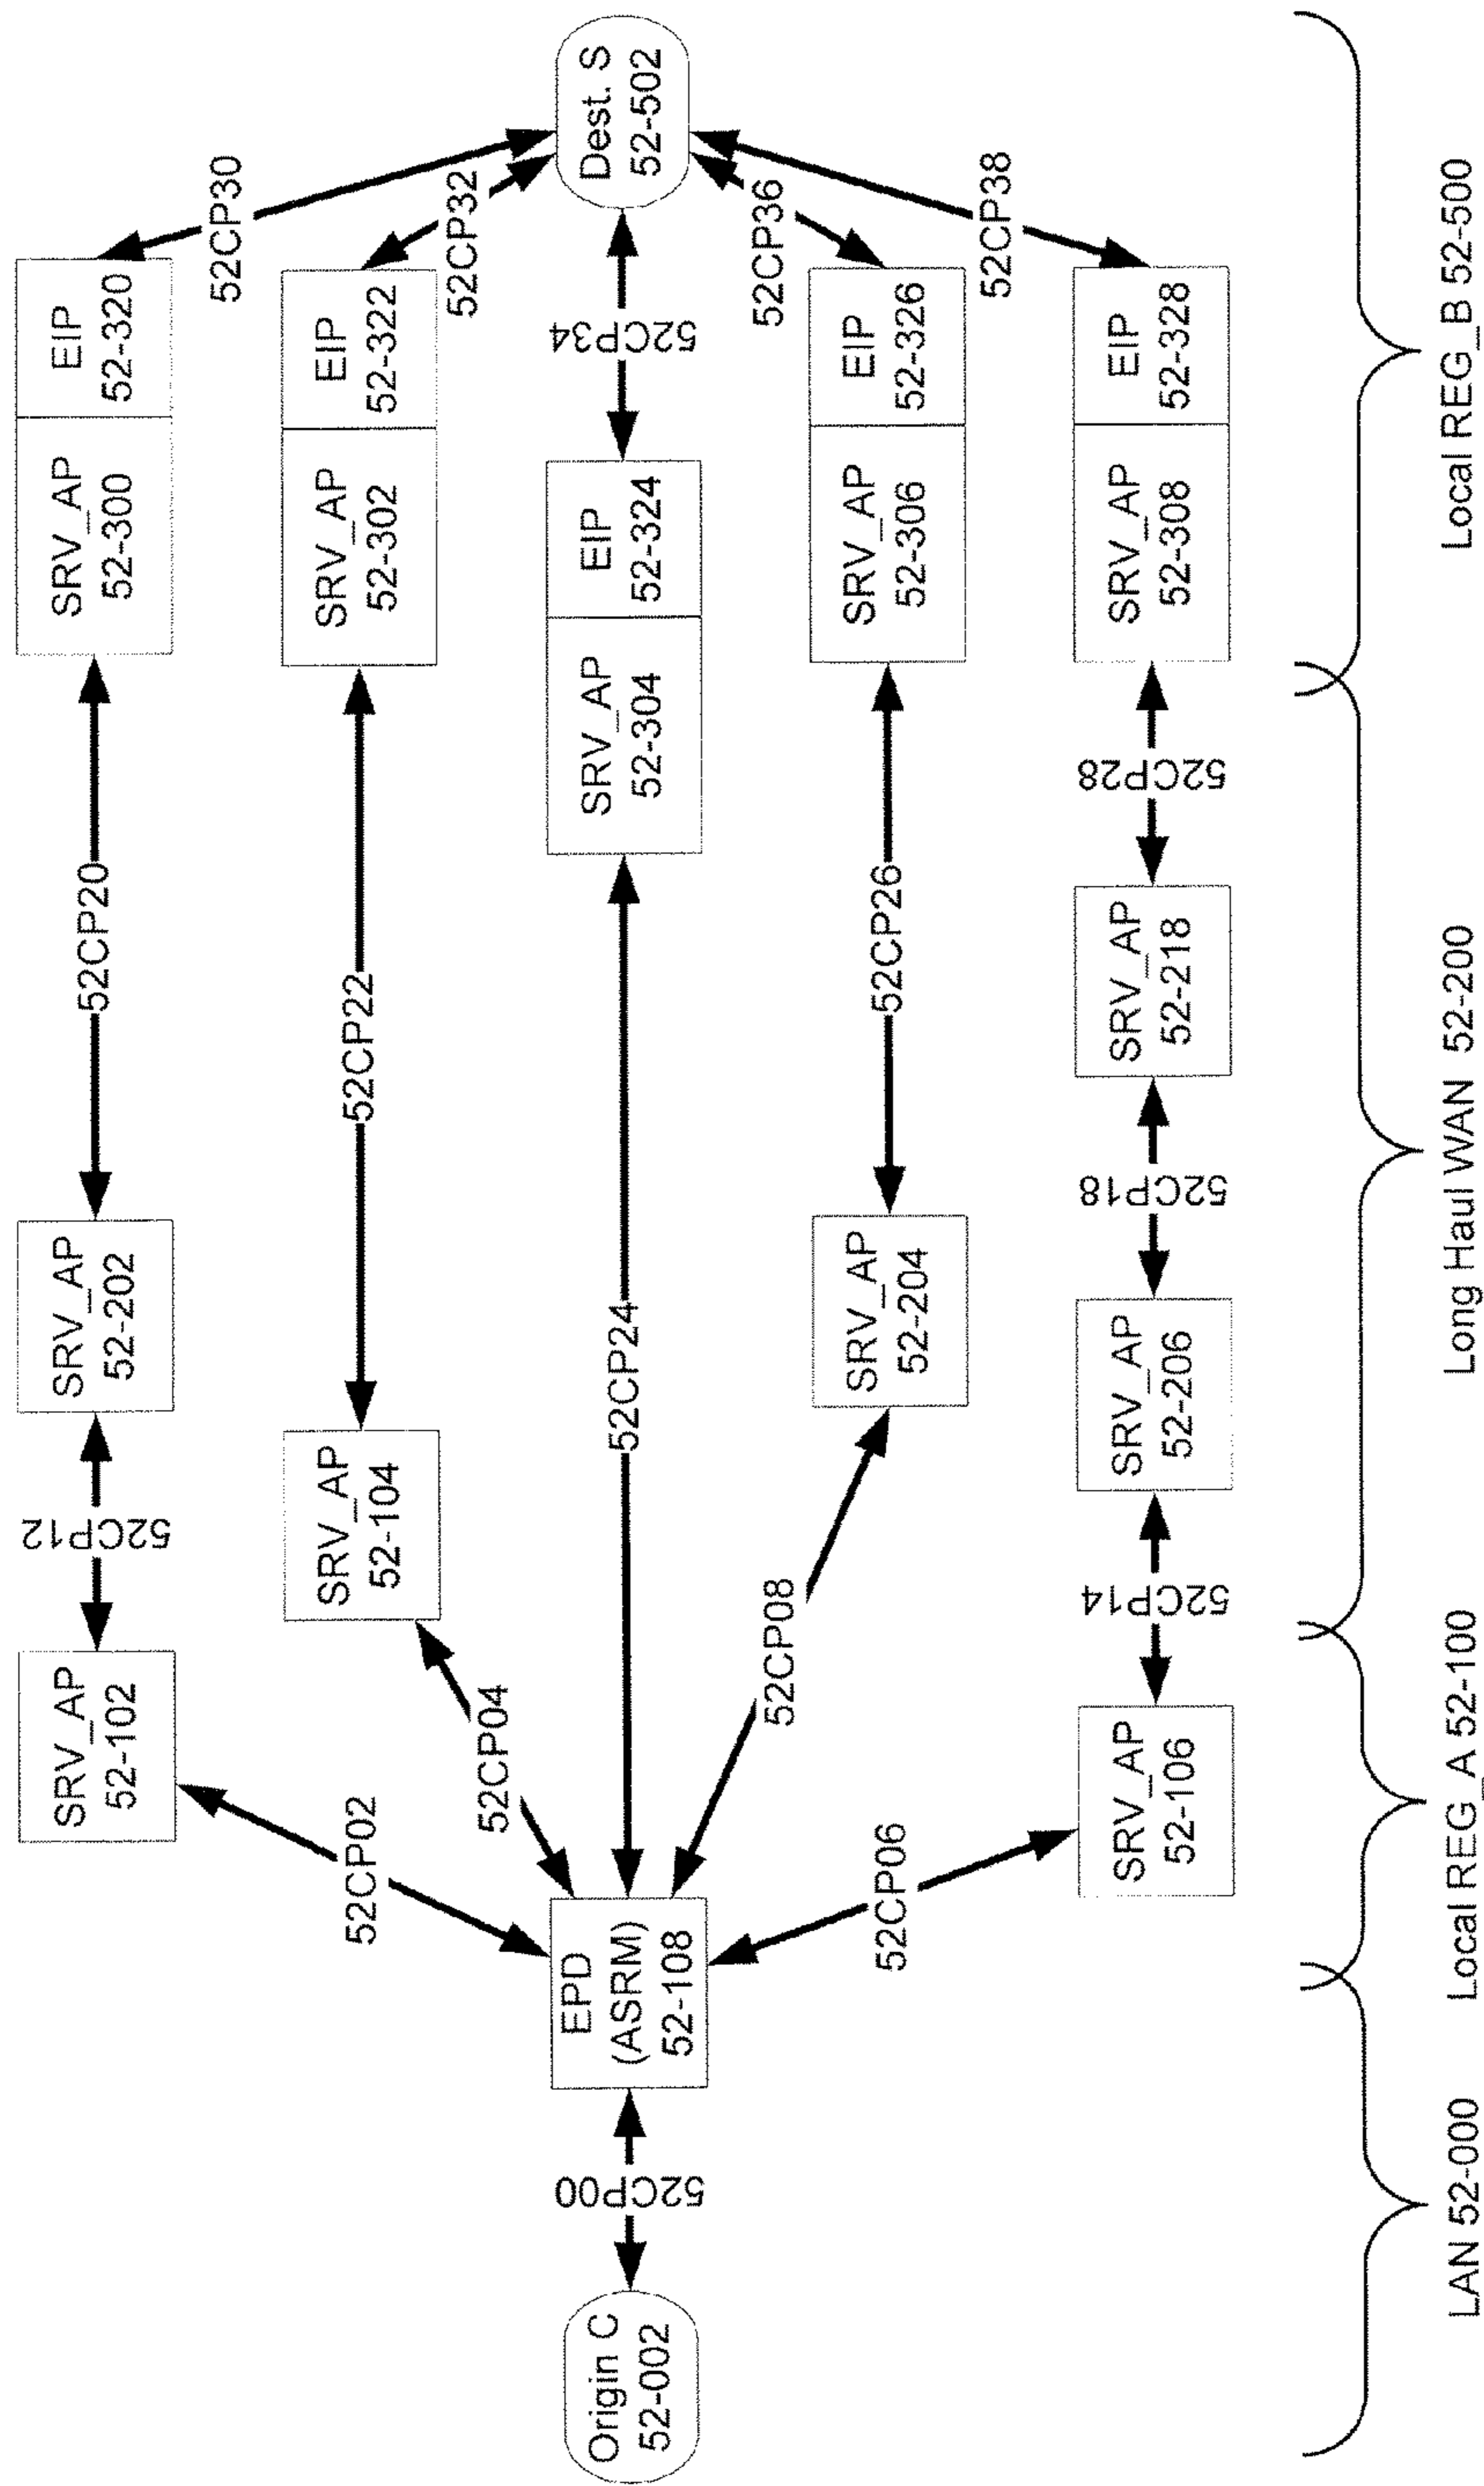 SRV_AP
52-102
52CP12
SRV_AP
52-202
52CP20
SRV_AP
52-300
EIP
52-320
52CP30
52CP02
SRV_AP
52-104
52CP22
SRV_AP
52-302
EIP
52-322
52CP32
52CP04
Origin C
52-002
52CP00
EPD
(ASRM)
52-108
52CP24
SRV_AP
52-304
EIP
52-324
52CP34
Dest. S
52-502
52CP08
SRV_AP
52-204
52CP26
SRV_AP
52-306
EIP
52-326
52CP36
52CP06
SRV_AP
52-106
52CP14
SRV_AP
52-206
52CP18
SRV_AP
52-218
52CP28
SRV_AP
52-308
EIP
52-328
52CP38
LAN 52-000
Local REG_A 52-100
Long Haul WAN 52-200
Local REG_B 52-500